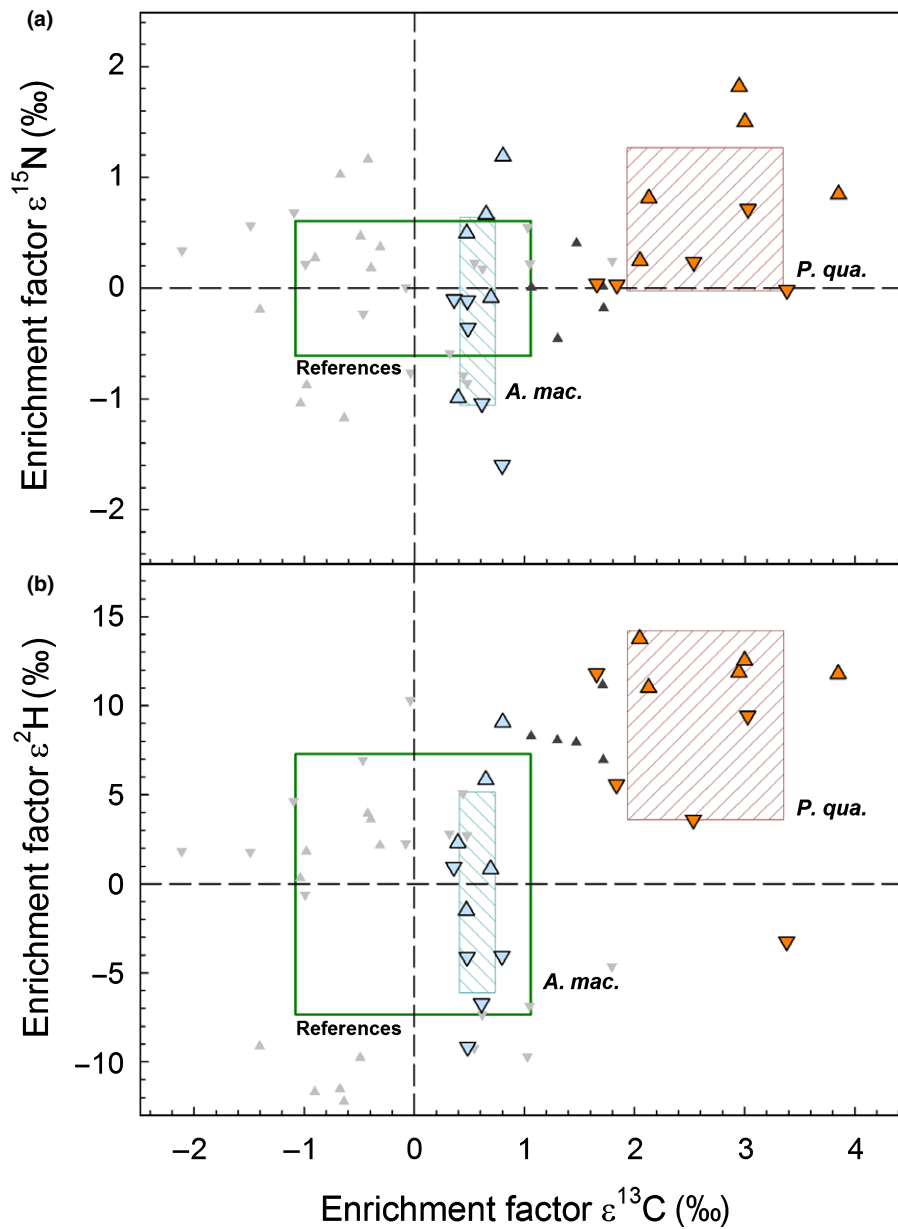 (a)
Enrichment factor ε¹⁵N (‰)
2
1
0
−1
−2
P. qua.
References
A. mac.
(b)
Enrichment factor ε²H (‰)
15
10
5
0
−5
−10
P. qua.
A. mac.
References
−2 −1 0 1 2 3 4
Enrichment factor ε¹³C (‰)